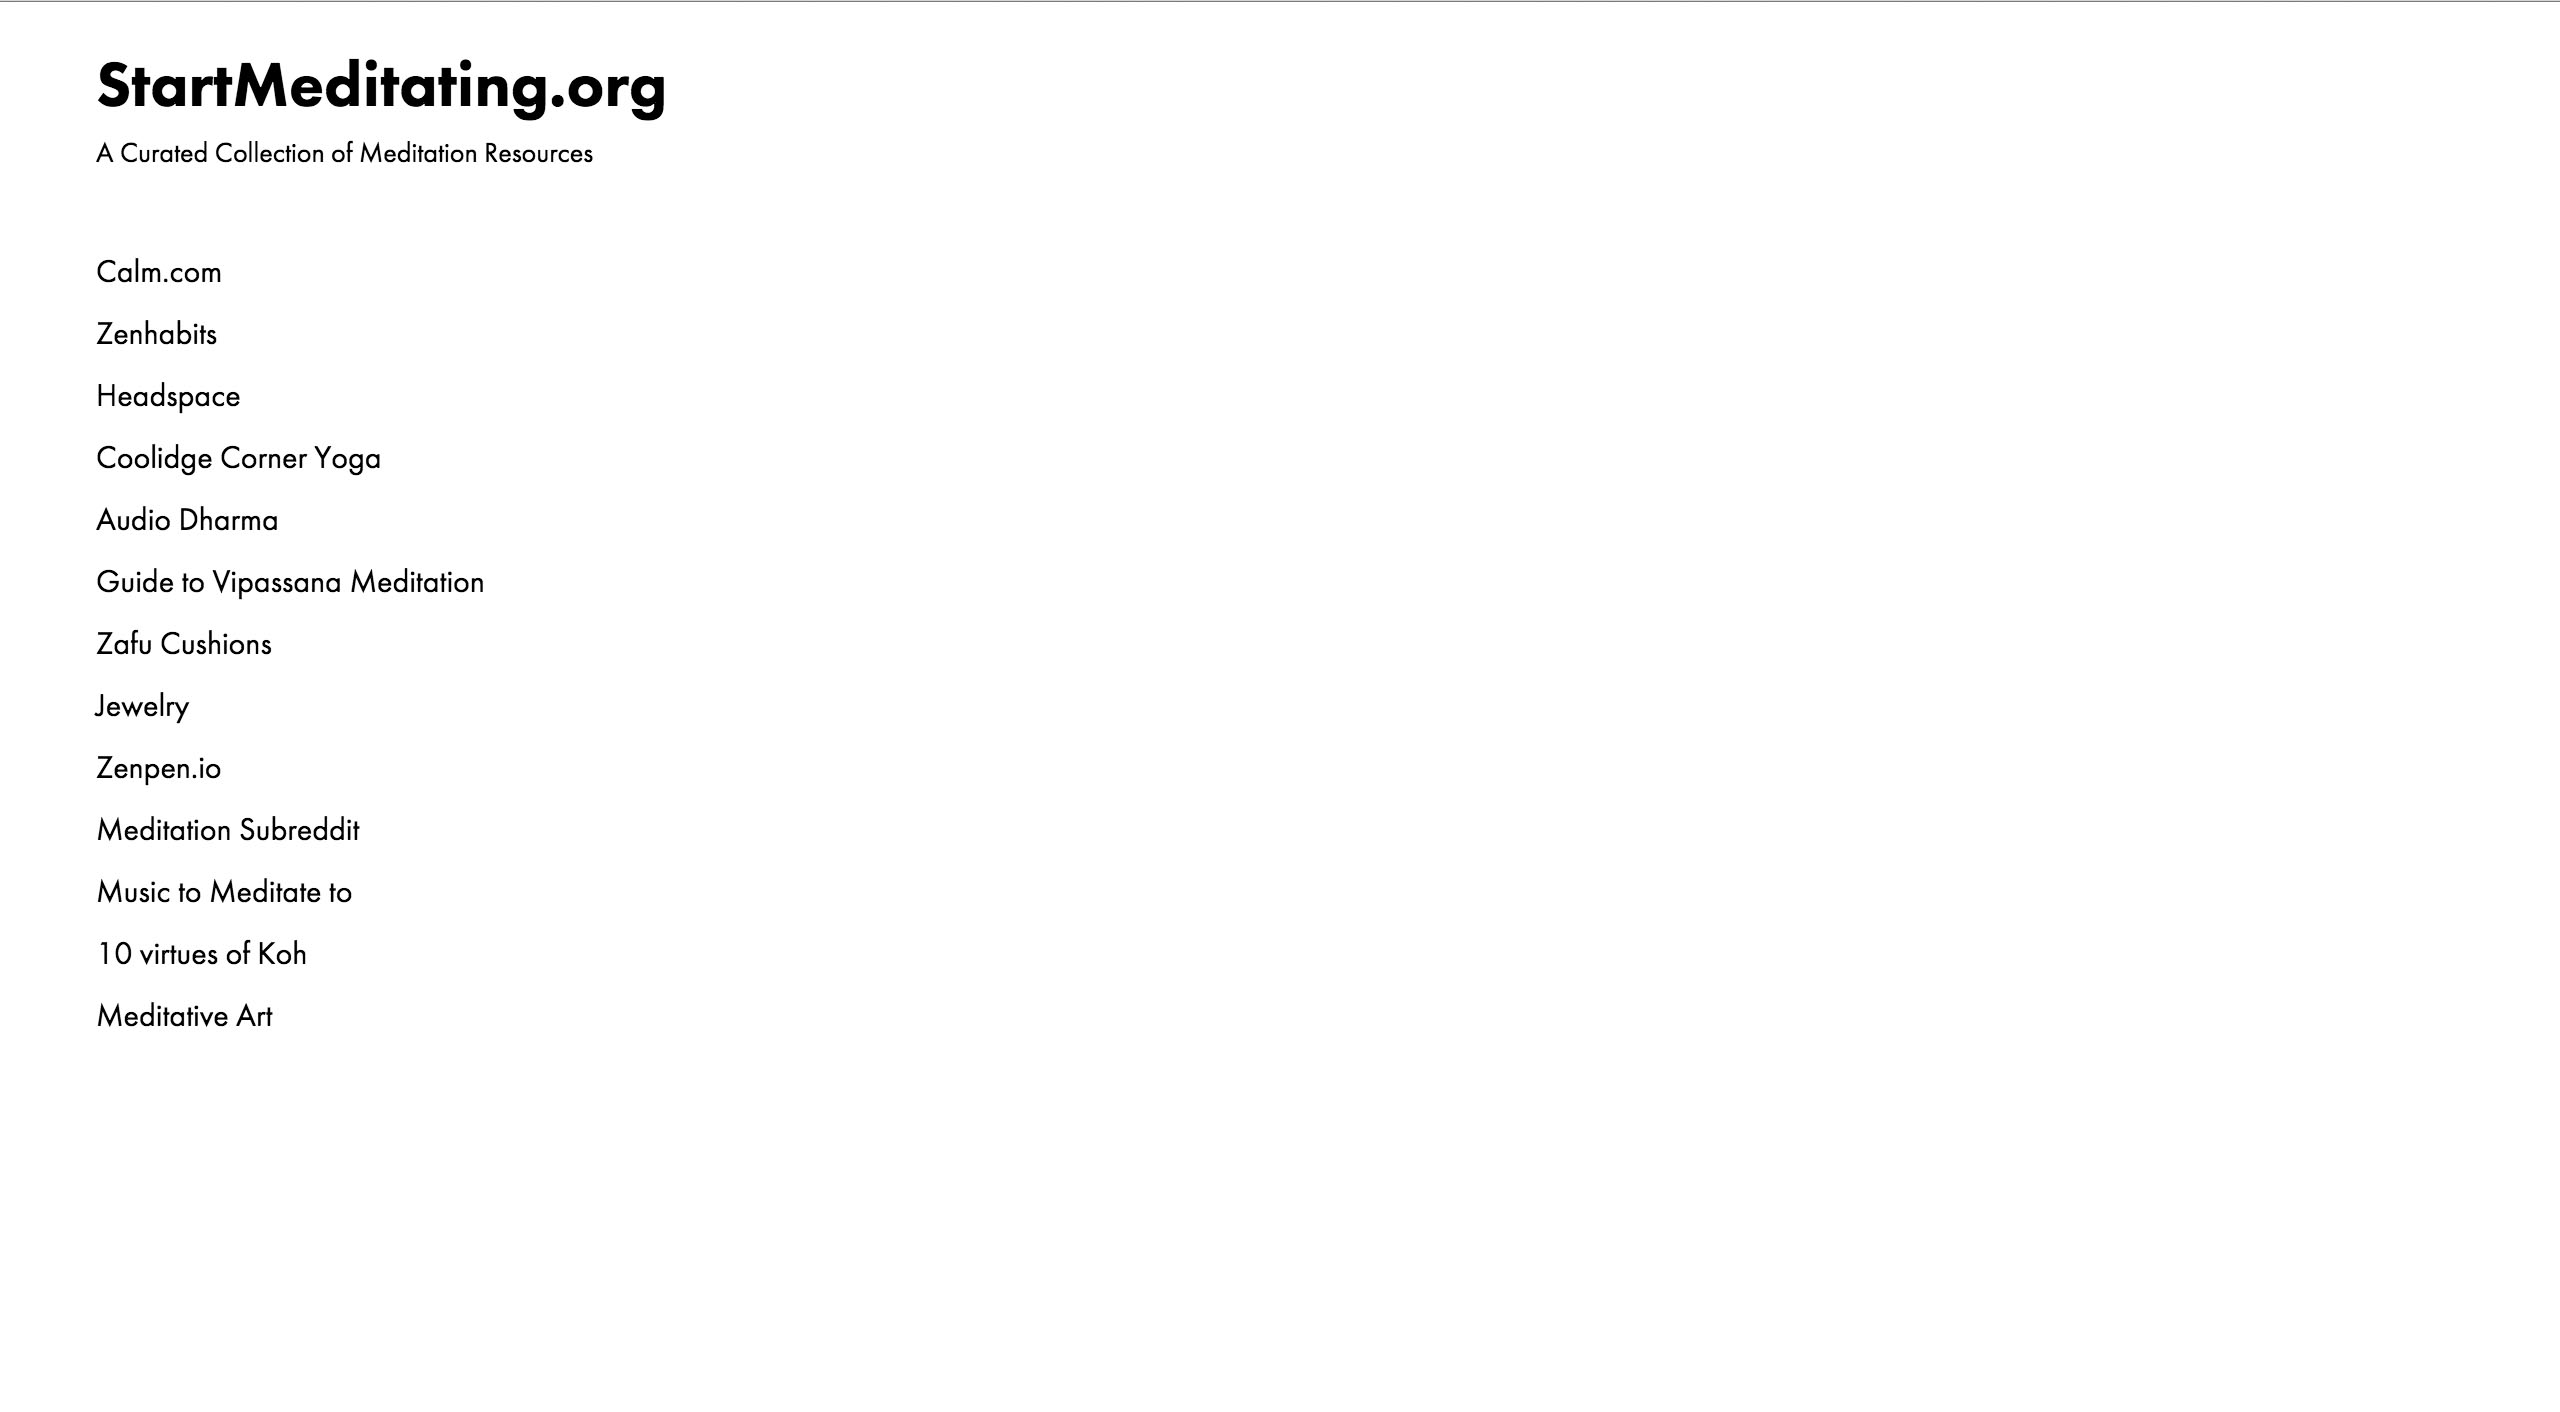 StartMeditating.org
A Curated Collection of Meditation Resources
Calm.com
Zenhabits
Headspace
Coolidge Corner Yoga
Audio Dharma
Guide to Vipassana Meditation
Zafu Cushions
Jewelry
Zenpen.io
Meditation Subreddit
Music to Meditate to
10 virtues of Koh
Meditative Art